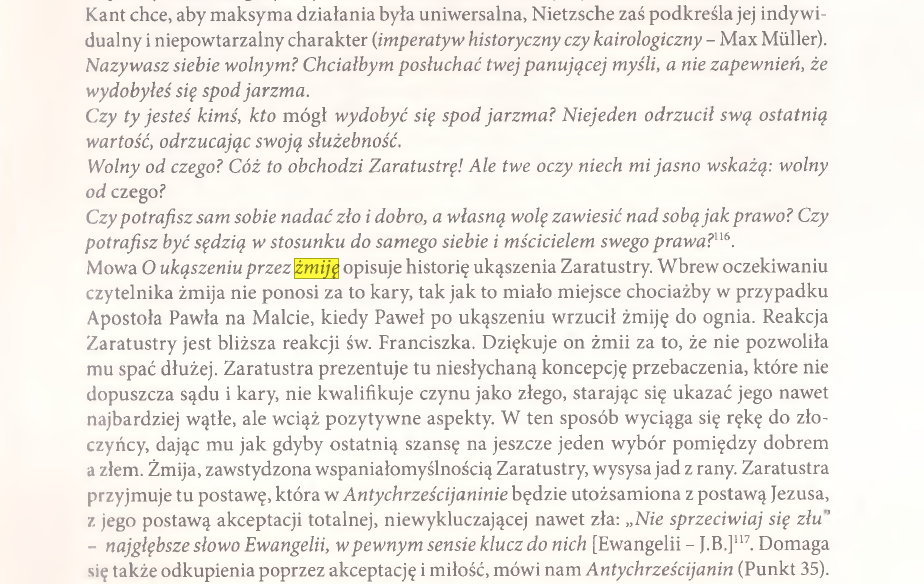 Kant chce, aby maksyma działania była uniwersalna, Nietzsche zaś podkreśla jej indywi-
dualny i niepowtarzalny charakter (imperatyw historyczny czy kairologiczny – Max Müller).
Nazywasz siebie wolnym? Chciałbym posłuchać twej panującej myśli, a nie zapewnień, że
wydobyłeś się spod jarzma.
Czy ty jesteś kimś, kto mógł wydobyć się spod jarzma? Niejeden odrzucił swą ostatnią
wartość, odrzucając swoją służebność.
Wolny od czego? Cóż to obchodzi Zaratustrę! Ale twe oczy niech mi jasno wskażą: wolny
od czego?
Czy potrafisz sam sobie nadać zło i dobro, a własną wolę zawiesić nad sobą jak prawo? Czy
potrafisz być sędzią w stosunku do samego siebie i mścicielem swego prawa?¹¹⁶.
Mowa O ukąszeniu przez żmiję opisuje historię ukąszenia Zaratustry. Wbrew oczekiwaniu
czytelnika żmija nie ponosi za to kary, tak jak to miało miejsce chociażby w przypadku
Apostoła Pawła na Malcie, kiedy Paweł po ukąszeniu wrzucił żmiję do ognia. Reakcja
Zaratustry jest bliższa reakcji św. Franciszka. Dziękuje on żmii za to, że nie pozwoliła
mu spać dłużej. Zaratustra prezentuje tu niesłychaną koncepcję przebaczenia, które nie
dopuszcza sądu i kary, nie kwalifikuje czynu jako złego, starając się ukazać jego nawet
najbardziej wątłe, ale wciąż pozytywne aspekty. W ten sposób wyciąga się rękę do zło-
czyńcy, dając mu jak gdyby ostatnią szansę na jeszcze jeden wybór pomiędzy dobrem
a złem. Żmija, zawstydzona wspaniałomyślnością Zaratustry, wysysa jad z rany. Zaratustra
przyjmuje tu postawę, która w Antychrześcijaninie będzie utożsamiona z postawą Jezusa,
z jego postawą akceptacji totalnej, niewykluczającej nawet zła: „Nie sprzeciwiaj się złu”
– najgłębsze słowo Ewangelii, w pewnym sensie klucz do nich [Ewangelii – J.B.]¹¹⁷. Domaga
się także odkupienia poprzez akceptację i miłość, mówi nam Antychrześcijanin (Punkt 35).